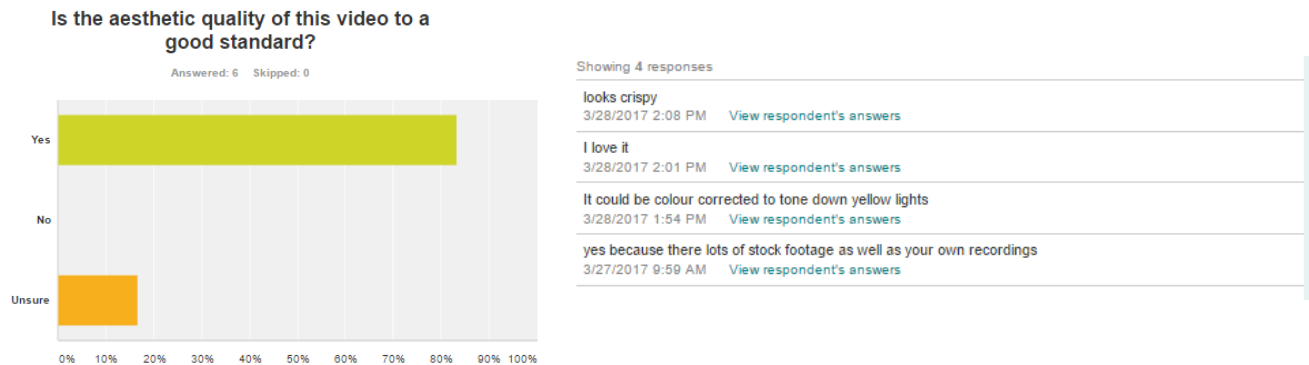 Is the aesthetic quality of this video to a
good standard?
Answered: 6 Skipped: 0
Yes
No
Unsure
0% 10% 20% 30% 40% 50% 60% 70% 80% 90% 100%
Showing 4 responses
looks crispy
3/28/2017 2:08 PM View respondent's answers
I love it
3/28/2017 2:01 PM View respondent's answers
It could be colour corrected to tone down yellow lights
3/28/2017 1:54 PM View respondent's answers
yes because there lots of stock footage as well as your own recordings
3/27/2017 9:59 AM View respondent's answers